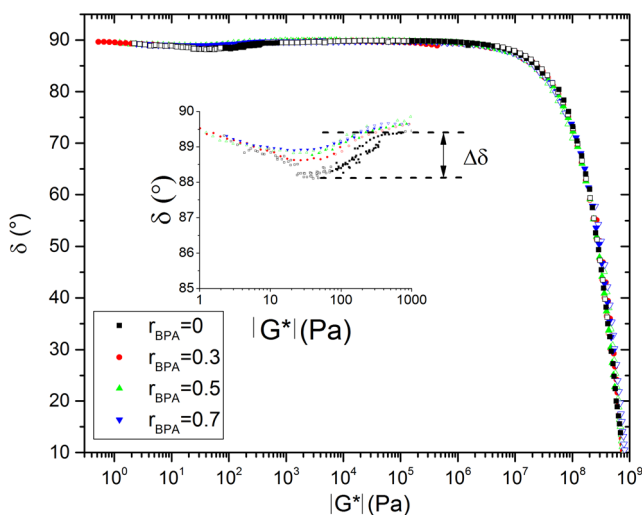 90
80
70
60
50
40
30
20
10
δ (°)
90
89
88
87
86
85
δ (°)
1 10 100 1000
|G*|(Pa)
Δδ
r_BPA=0
r_BPA=0.3
r_BPA=0.5
r_BPA=0.7
10^0 10^1 10^2 10^3 10^4 10^5 10^6 10^7 10^8 10^9
|G*|(Pa)